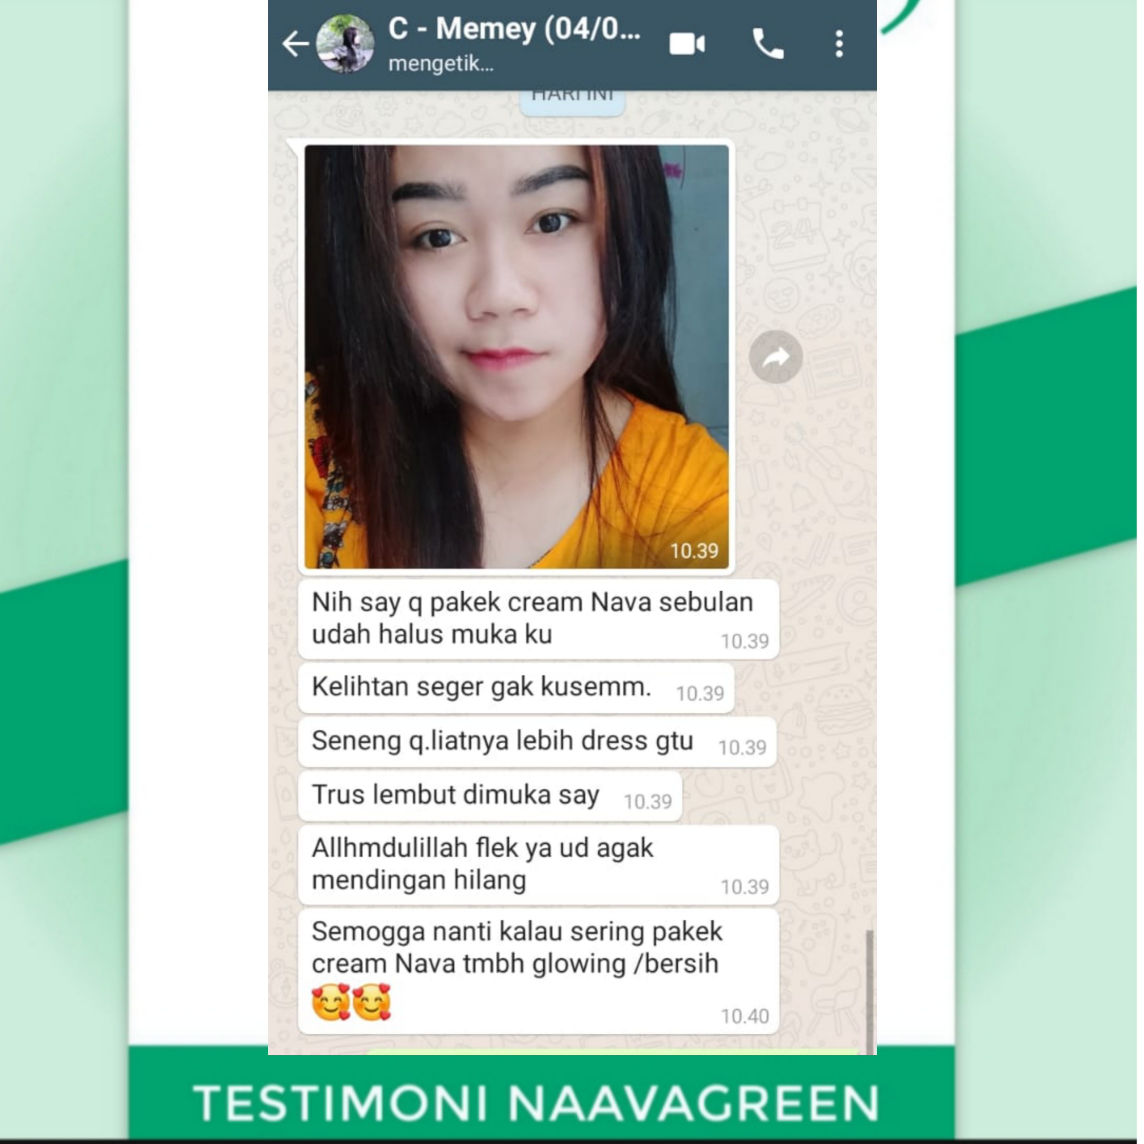 C - Memey (04/0...
mengetik...
HARI INI
10.39
Nih say q pakek cream Nava sebulan
udah halus muka ku
10.39
Kelihtan seger gak kusemm. 10.39
Seneng q.liatnya lebih dress gtu 10.39
Trus lembut dimuka say 10.39
Allhmdulillah flek ya ud agak
mendingan hilang
10.39
Semogga nanti kalau sering pakek
cream Nava tmbh glowing /bersih
🥰🥰
10.40
TESTIMONI NAAVAGREEN